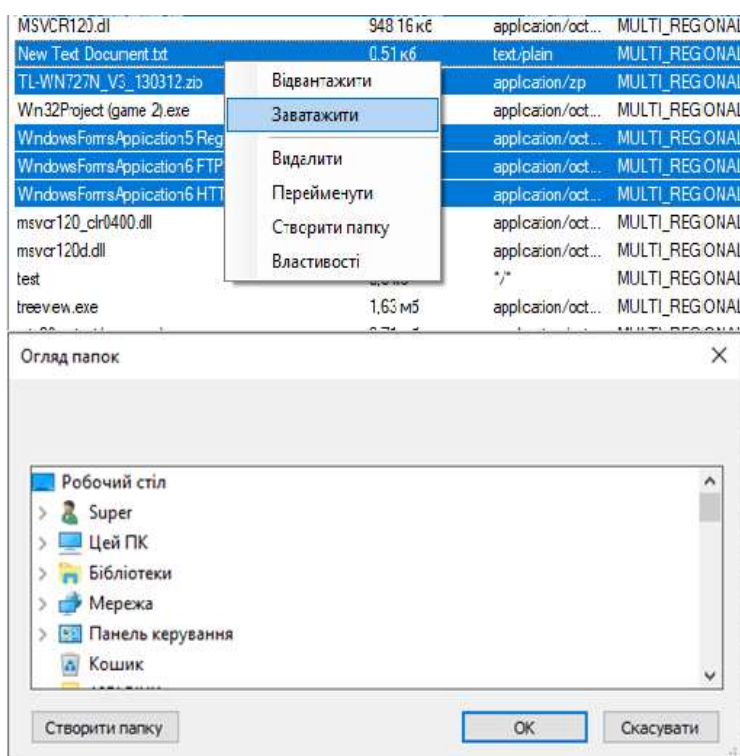 MSVCR120.dll 948.16 кб application/oct... MULTI_REGIONAL
New Text Document.txt 0.51 кб text/plain MULTI_REGIONAL
TL-WN727N_V3_130312.zip application/zip MULTI_REGIONAL
Відвантажити
Win32Project (game 2).exe application/oct... MULTI_REGIONAL
Заватажити
WindowsFormsApplication5 Reg application/oct... MULTI_REGIONAL
WindowsFormsApplication6 FTP application/oct... MULTI_REGIONAL
Видалити
WindowsFormsApplication6 HTT application/oct... MULTI_REGIONAL
Перейменути
msvcr120_clr0400.dll application/oct... MULTI_REGIONAL
Створити папку
msvcr120d.dll application/oct... MULTI_REGIONAL
Властивості
test */* MULTI_REGIONAL
treeview.exe 1,63 мб application/oct... MULTI_REGIONAL
Огляд папок
Робочий стіл
Super
Цей ПК
Бібліотеки
Мережа
Панель керування
Кошик
Створити папку OK Скасувати